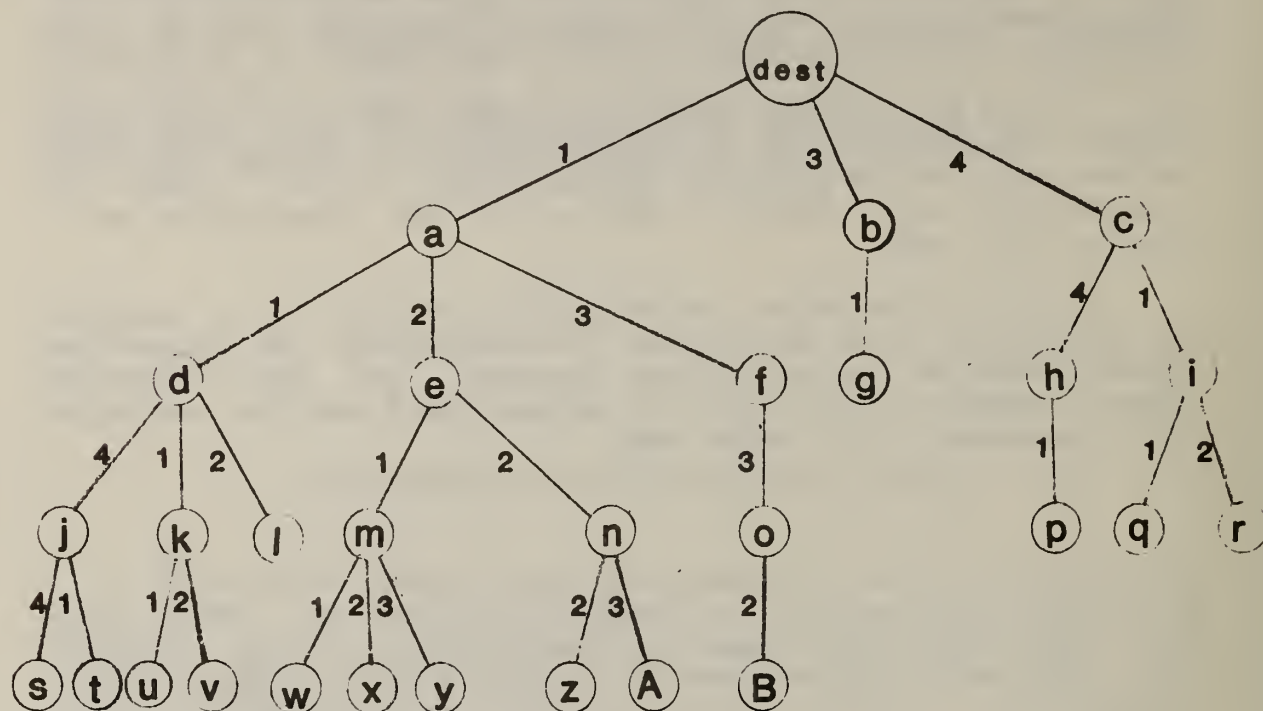 dest
1 3 4
a b c
1 2 3 1 4 1
d e f g h i
4 1 2 1 2 3 1 1 2
j k l m n o p q r
4 1 1 2 1 2 3 2 3 2
s t u v w x y z A B